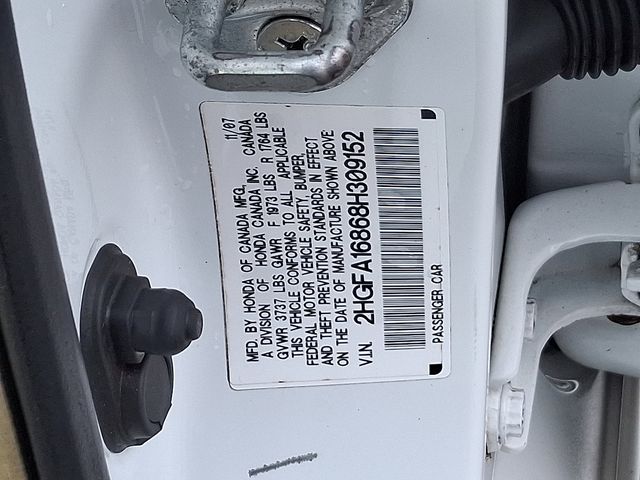 MFD. BY HONDA OF CANADA MFG. 11/07
A DIVISION OF HONDA CANADA INC. CANADA
GVWR 3737 LBS GAWR F 1973 LBS R 1764 LBS
THIS VEHICLE CONFORMS TO ALL APPLICABLE
FEDERAL MOTOR VEHICLE SAFETY, BUMPER,
AND THEFT PREVENTION STANDARDS IN EFFECT
ON THE DATE OF MANUFACTURE SHOWN ABOVE
V.I.N. 2HGFA16868H309152
PASSENGER CAR